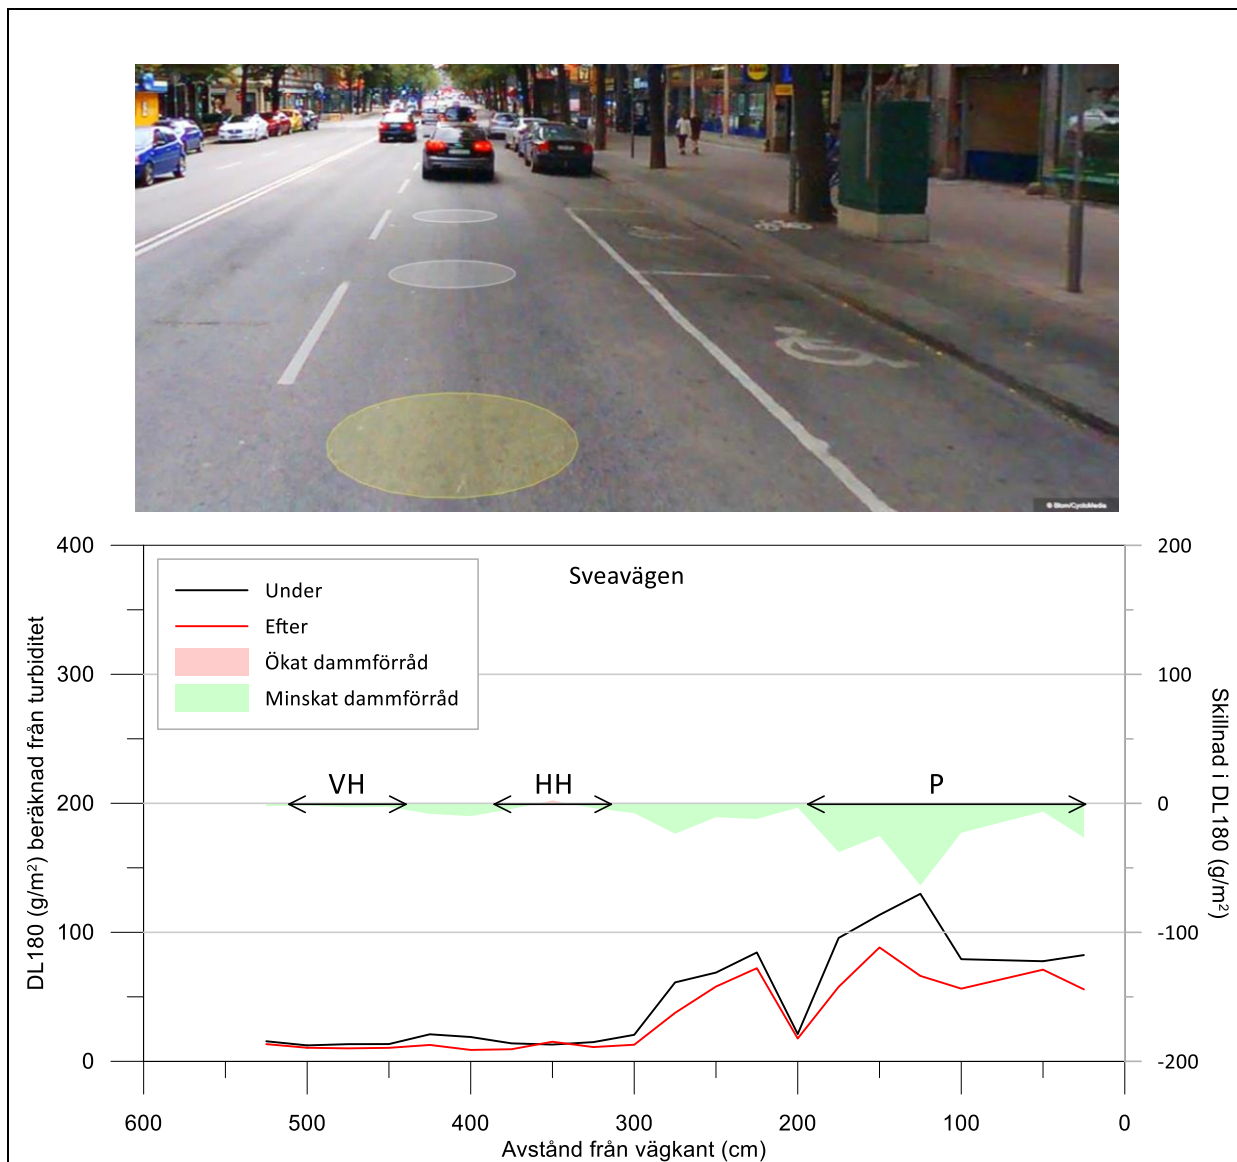 © Blom/CycloMedia
400
300
200
100
0
DL180 (g/m²) beräknad från turbiditet
Under
Efter
Ökat dammförråd
Minskat dammförråd
Sveavägen
VH
HH
P
200
100
0
-100
-200
Skillnad i DL180 (g/m²)
600
500
400
300
200
100
0
Avstånd från vägkant (cm)